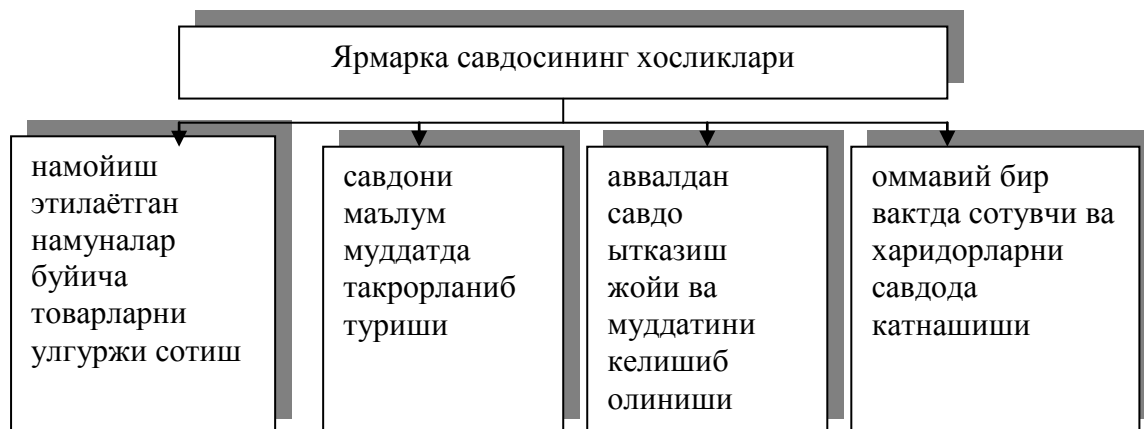 Ярмарка савдосининг хосликлари
намойиш
этилаётган
намуналар
буйича
товарларни
улгуржи сотиш
савдони
маълум
муддатда
такрорланиб
туриши
аввалдан
савдо
ытказиш
жойи ва
муддатини
келишиб
олиниши
оммавий бир
вактда сотувчи ва
харидорларни
савдода
катнашиши